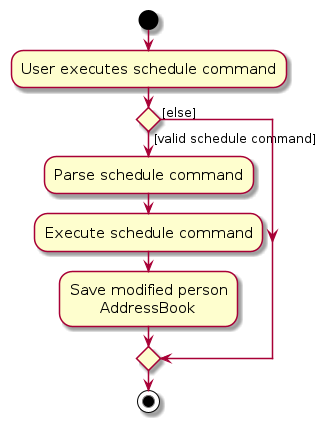 User executes schedule command
[else]
[valid schedule command]
Parse schedule command
Execute schedule command
Save modified person
AddressBook